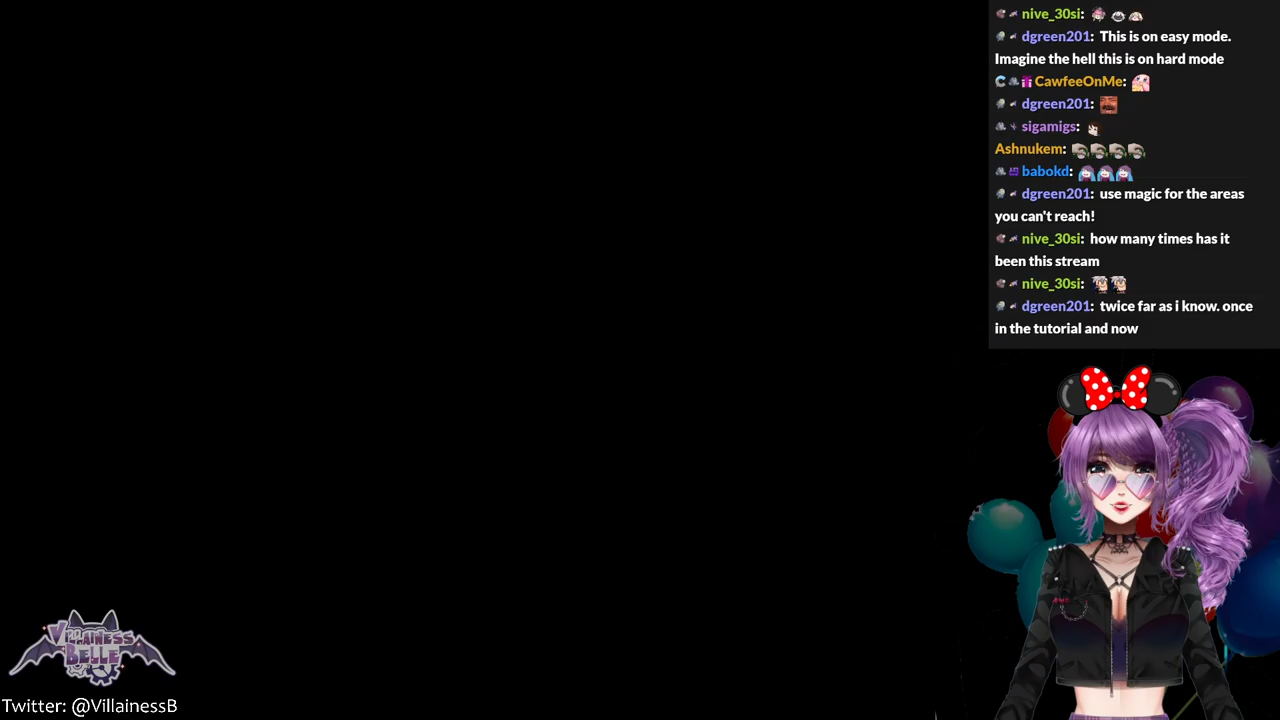 nive_30si:
dgreen201: This is on easy mode.
Imagine the hell this is on hard mode
CawfeeOnMe:
dgreen201:
sigamigs:
Ashnukem:
babokd:
dgreen201: use magic for the areas
you can't reach!
nive_30si: how many times has it
been this stream
nive_30si:
dgreen201: twice far as i know. once
in the tutorial and now
VILLAINESS
BELLE
Twitter: @VillainessB